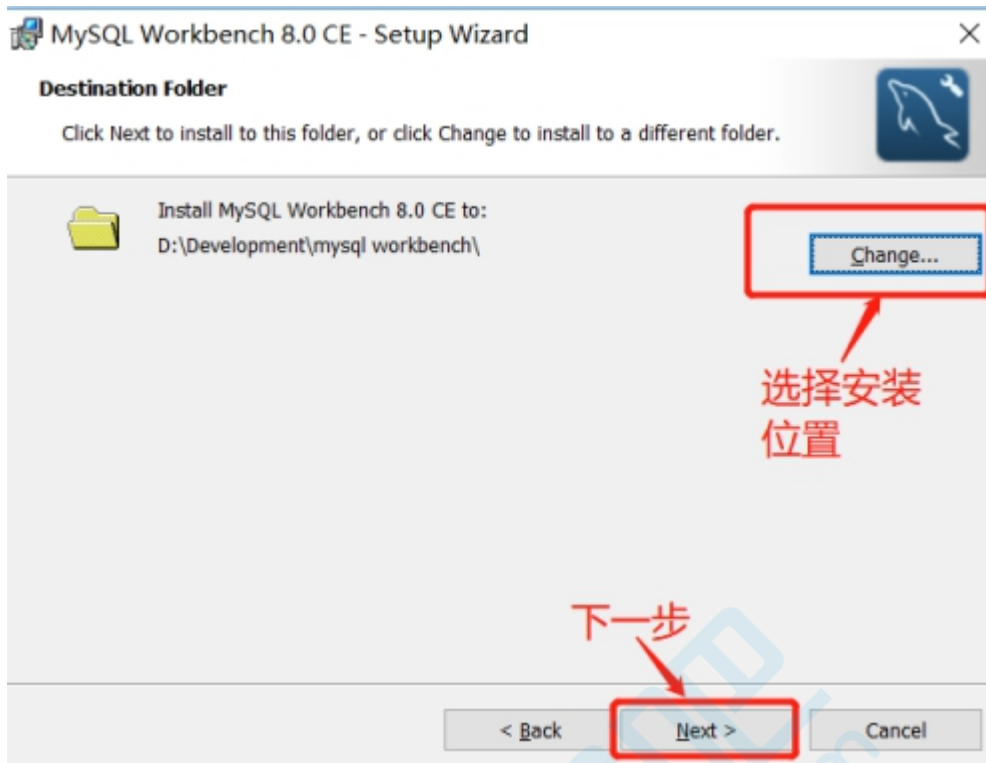 MySQL Workbench 8.0 CE - Setup Wizard
Destination Folder
Click Next to install to this folder, or click Change to install to a different folder.
Install MySQL Workbench 8.0 CE to:
D:\Development\mysql workbench\
Change...
选择安装
位置
下一步
< Back
Next >
Cancel